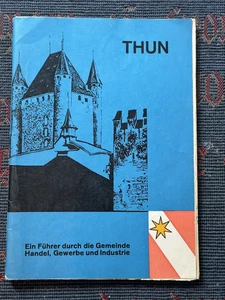 THUN
Ein Führer durch die Gemeinde
Handel, Gewerbe und Industrie